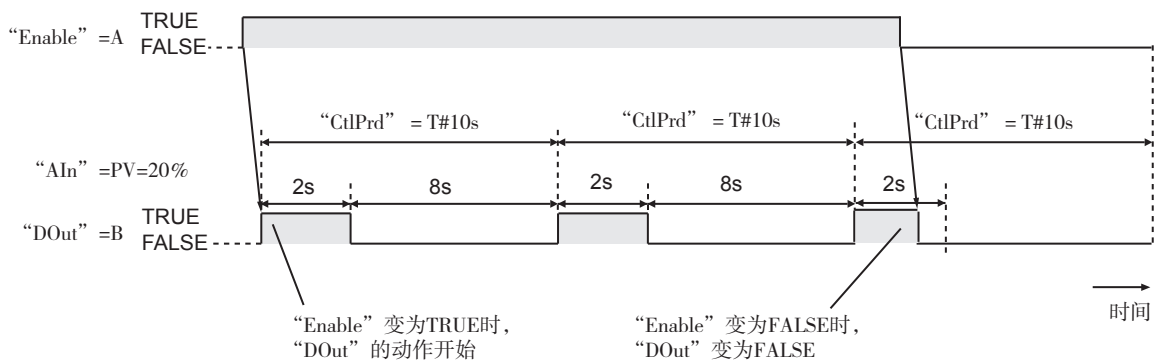 TRUE
“Enable” =A
FALSE
“CtlPrd” = T#10s
“CtlPrd” = T#10s
“CtlPrd” = T#10s
“AIn” =PV=20%
2s
8s
2s
8s
2s
TRUE
“DOut” =B
FALSE
时间
“Enable” 变为TRUE时，
“DOut” 的动作开始
“Enable” 变为FALSE时，
“DOut” 变为FALSE